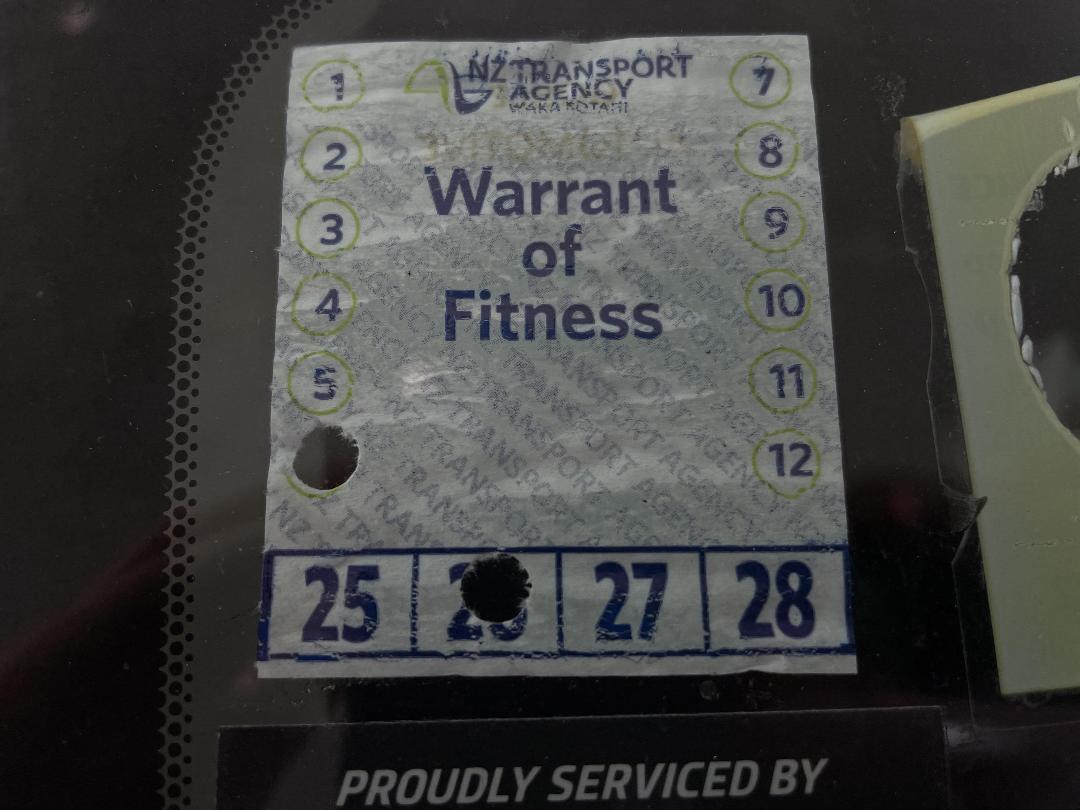 NZ TRANSPORT
AGENCY
WAKA KOTAHI
Warrant
of
Fitness
1
2
3
4
5
7
8
9
10
11
12
25 27 28
PROUDLY SERVICED BY